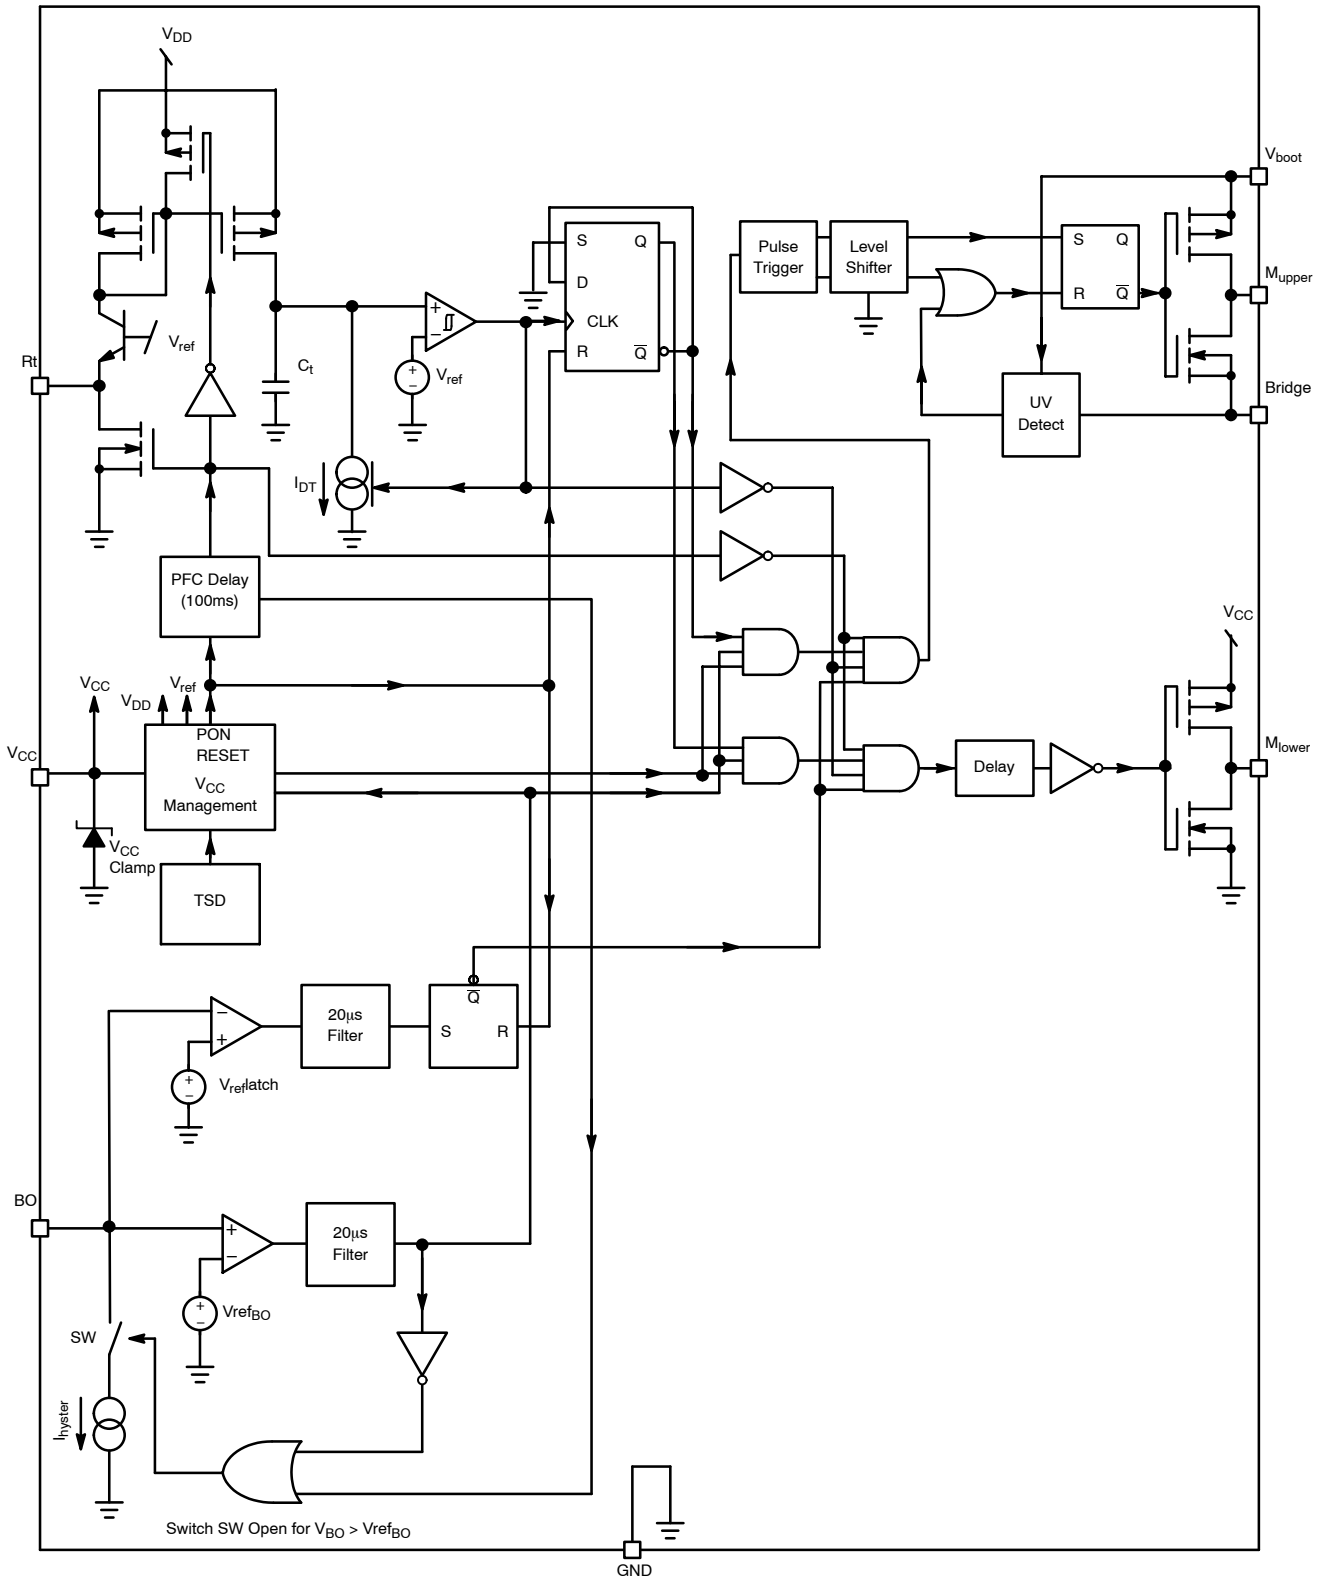 VDD
Vboot
S Q
D
CLK
R Q
Pulse
Trigger
Level
Shifter
S Q
R Q
Mupper
Vref
+
−
Rt
Ct
+
−
Vref
Bridge
UV
Detect
IDT
PFC Delay
(100ms)
VCC
VCC
Vref
VDD
PON
RESET
VCC
Management
VCC
Mlower
Delay
VCC
Clamp
TSD
Q
S R
−
+
20μs
Filter
+
−
Vreflatch
BO
+
−
20μs
Filter
+
−
VrefBO
SW
Ihyster
Switch SW Open for VBO > VrefBO
GND